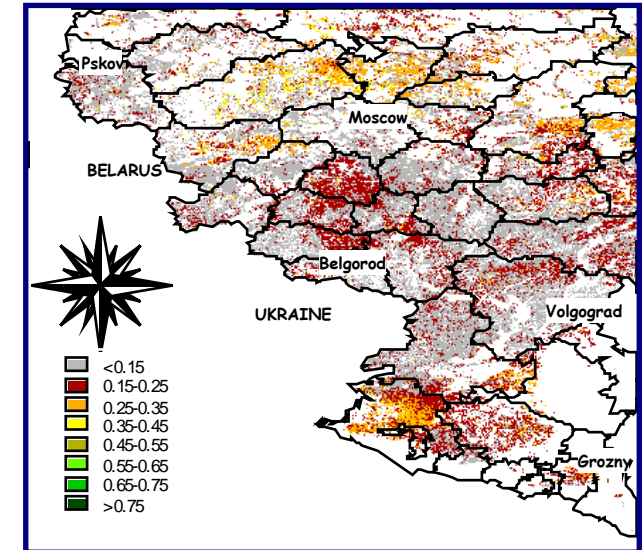 Pskov
Moscow
BELARUS
Belgorod
UKRAINE
Volgograd
<0.15
0.15-0.25
0.25-0.35
0.35-0.45
0.45-0.55
0.55-0.65
0.65-0.75
>0.75
Grozny